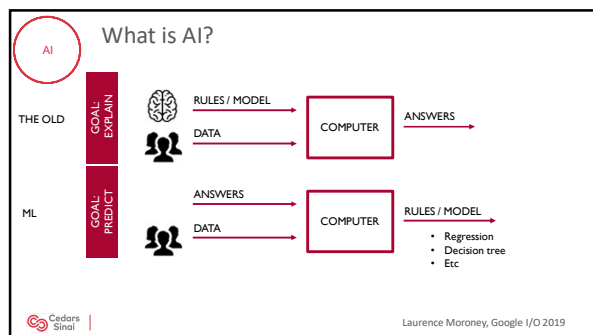 AI
What is AI?
THE OLD
GOAL:
EXPLAIN
RULES / MODEL
DATA
COMPUTER
ANSWERS
ML
GOAL:
PREDICT
ANSWERS
DATA
COMPUTER
RULES / MODEL
• Regression
• Decision tree
• Etc
Cedars
Sinai
Laurence Moroney, Google I/O 2019